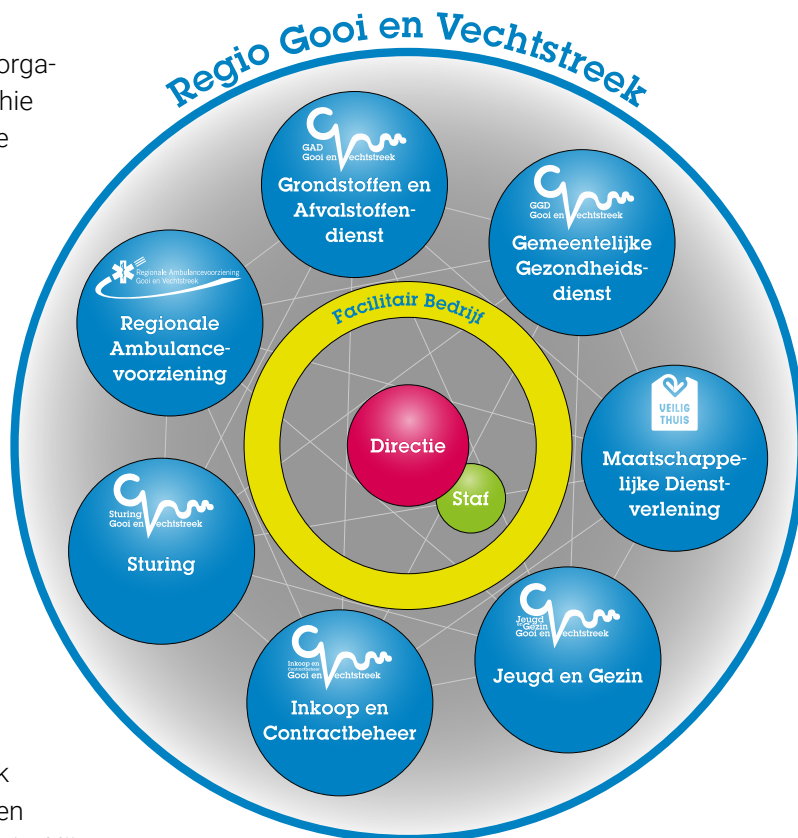 orga-
hie
e
Regio Gooi en Vechtstreek
GAD
Gooi en Vechtstreek
Grondstoffen en
Afvalstoffen-
dienst
GGD
Gooi en Vechtstreek
Gemeentelijke
Gezondheids-
dienst
Regionale Ambulancevoorziening
Gooi en Vechtstreek
Regionale
Ambulance-
voorziening
Facilitair Bedrijf
Directie
Staf
VEILIG
THUIS
Maatschappe-
lijke Dienst-
verlening
Sturing
Gooi en Vechtstreek
Sturing
Jeugd
en Gezin
Gooi en Vechtstreek
Jeugd en Gezin
Inkoop en
Contractbeheer
Gooi en Vechtstreek
Inkoop en
Contractbeheer
k
en